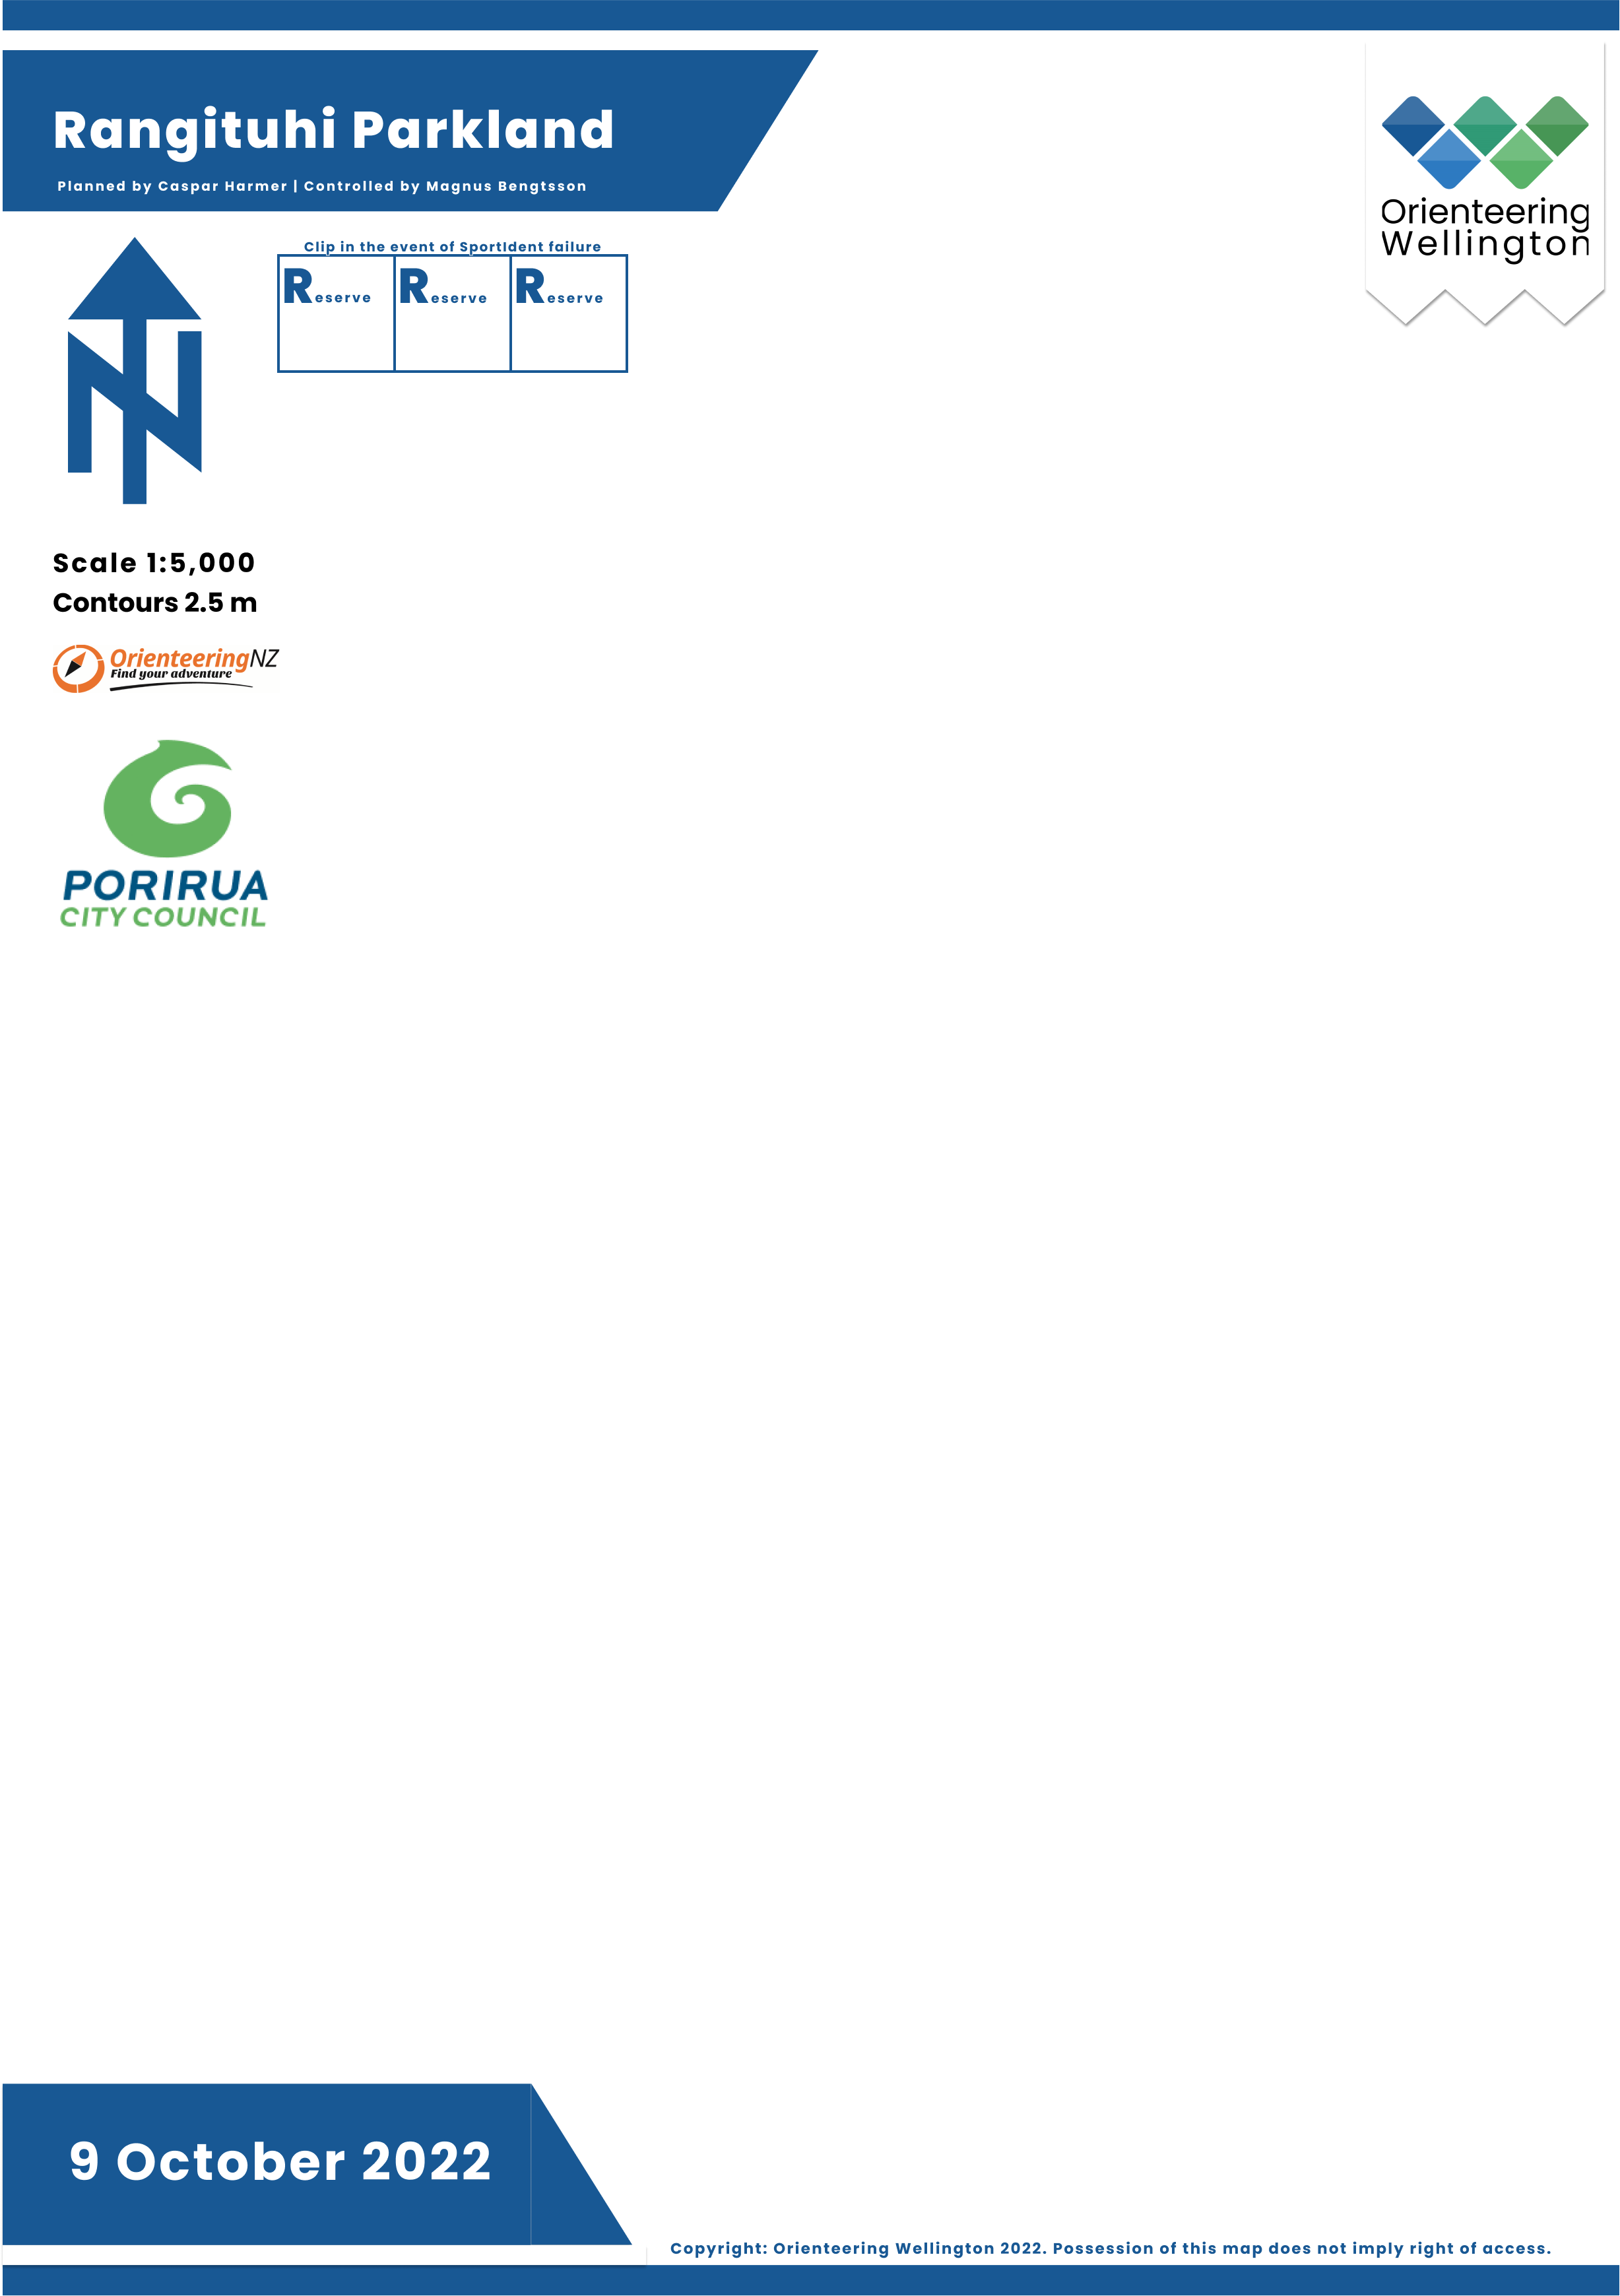 Rangituhi Parkland
Planned by Caspar Harmer | Controlled by Magnus Bengtsson
Orienteering
Wellington
Clip in the event of SportIdent failure
Reserve Reserve Reserve
N
Scale 1:5,000
Contours 2.5 m
OrienteeringNZ
Find your adventure
PORIRUA
CITY COUNCIL
9 October 2022
Copyright: Orienteering Wellington 2022. Possession of this map does not imply right of access.